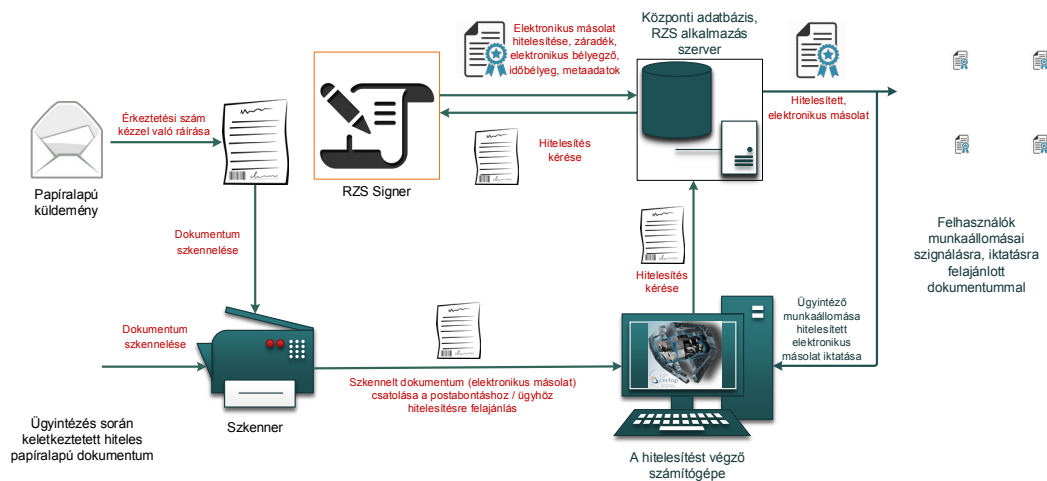 Központi adatbázis,
RZS alkalmazás
szerver
Elektronikus másolat
hitelesítése, záradék,
elektronikus bélyegző,
időbélyeg, metaadatok
Érkeztetési szám
kézzel való ráírása
Hitelesített,
elektronikus másolat
Hitelesítés
kérése
Papíralapú
küldemény
RZS Signer
Dokumentum
szkennelése
Felhasználók
munkaállomásai
szignálásra, iktatásra
felajánlott
dokumentummal
Hitelesítés
kérése
Dokumentum
szkennelése
Ügyintéző
munkaállomása
hitelesített
elektronikus
másolat iktatása
Szkennelt dokumentum (elektronikus másolat)
csatolása a postabontáshoz / ügyhöz
hitelesítésre felajánlás
Ügyintézés során
keletkeztetett hiteles
papíralapú dokumentum
Szkenner
A hitelesítést végző
számítógépe